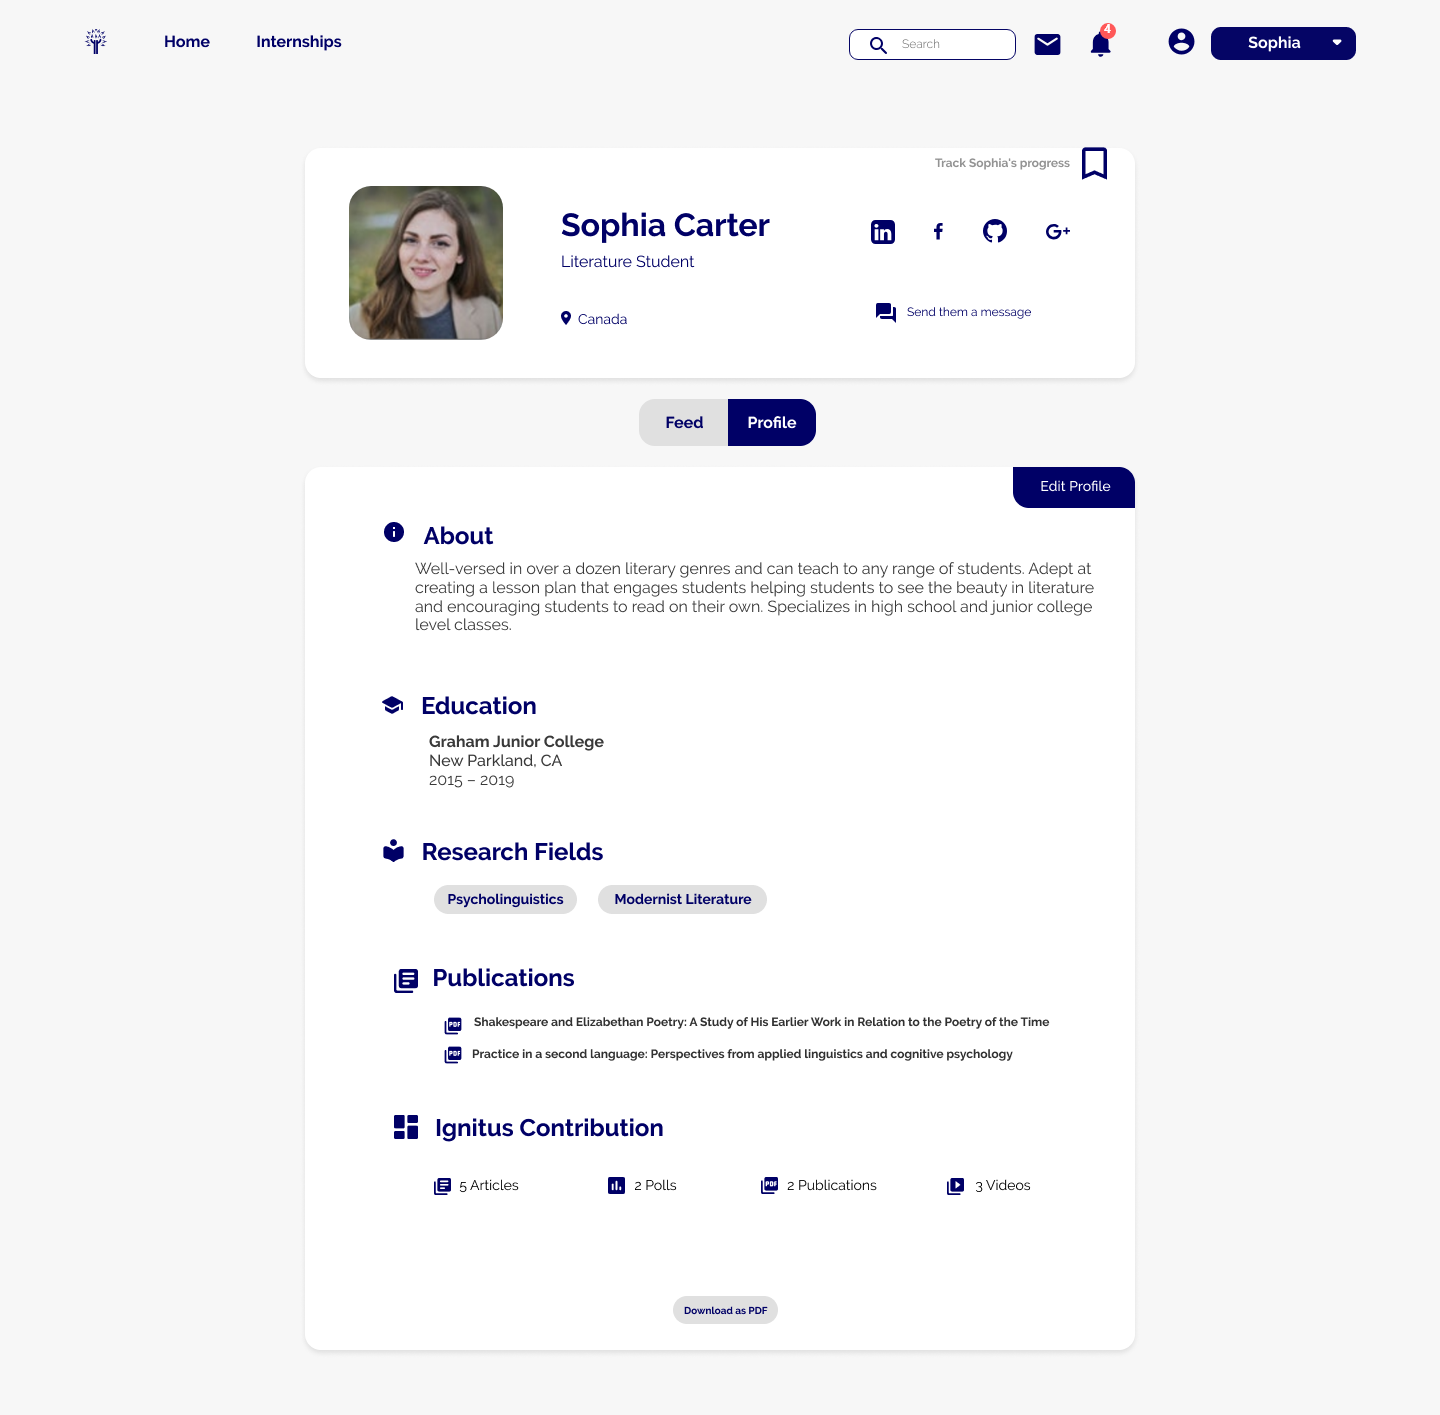 Home
Internships
Search
4
Sophia
Track Sophia's progress
Sophia Carter
Literature Student
Canada
Send them a message
Feed
Profile
Edit Profile
About
Well-versed in over a dozen literary genres and can teach to any range of students. Adept at
creating a lesson plan that engages students helping students to see the beauty in literature
and encouraging students to read on their own. Specializes in high school and junior college
level classes.
Education
Graham Junior College
New Parkland, CA
2015 – 2019
Research Fields
Psycholinguistics
Modernist Literature
Publications
PDF
Shakespeare and Elizabethan Poetry: A Study of His Earlier Work in Relation to the Poetry of the Time
PDF
Practice in a second language: Perspectives from applied linguistics and cognitive psychology
Ignitus Contribution
5 Articles
2 Polls
PDF
2 Publications
3 Videos
Download as PDF